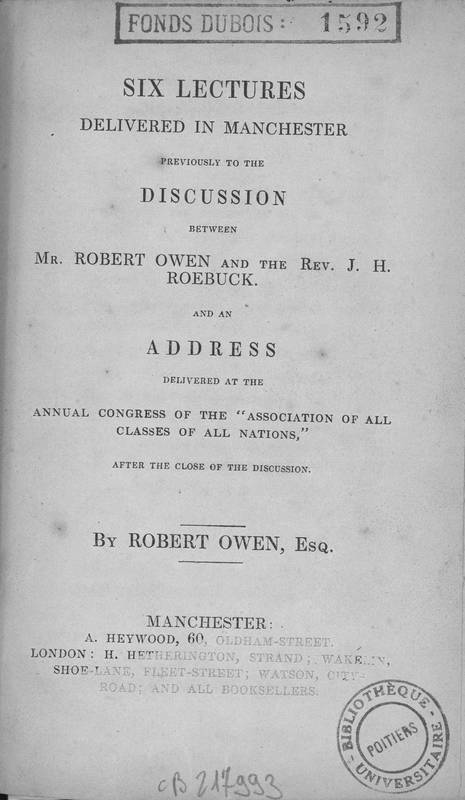 FONDS DUBOIS: 1592
SIX LECTURES
DELIVERED IN MANCHESTER
PREVIOUSLY TO THE
DISCUSSION
BETWEEN
MR. ROBERT OWEN AND THE REV. J. H.
ROEBUCK.
AND AN
ADDRESS
DELIVERED AT THE
ANNUAL CONGRESS OF THE "ASSOCIATION OF ALL
CLASSES OF ALL NATIONS,"
AFTER THE CLOSE OF THE DISCUSSION.
BY ROBERT OWEN, ESQ.
MANCHESTER:
A. HEYWOOD, 60, OLDHAM-STREET.
LONDON: H. HETHERINGTON, STRAND; WAKELIN,
SHOE-LANE, FLEET-STREET; WATSON, CITY-
ROAD; AND ALL BOOKSELLERS.
BIBLIOTHÈQUE UNIVERSITAIRE
POITIERS
CB 217993